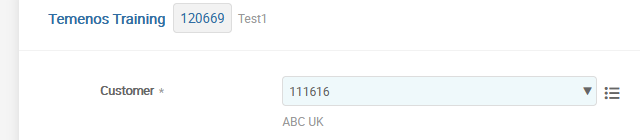 Temenos Training 120669 Test1
Customer * 111616
ABC UK